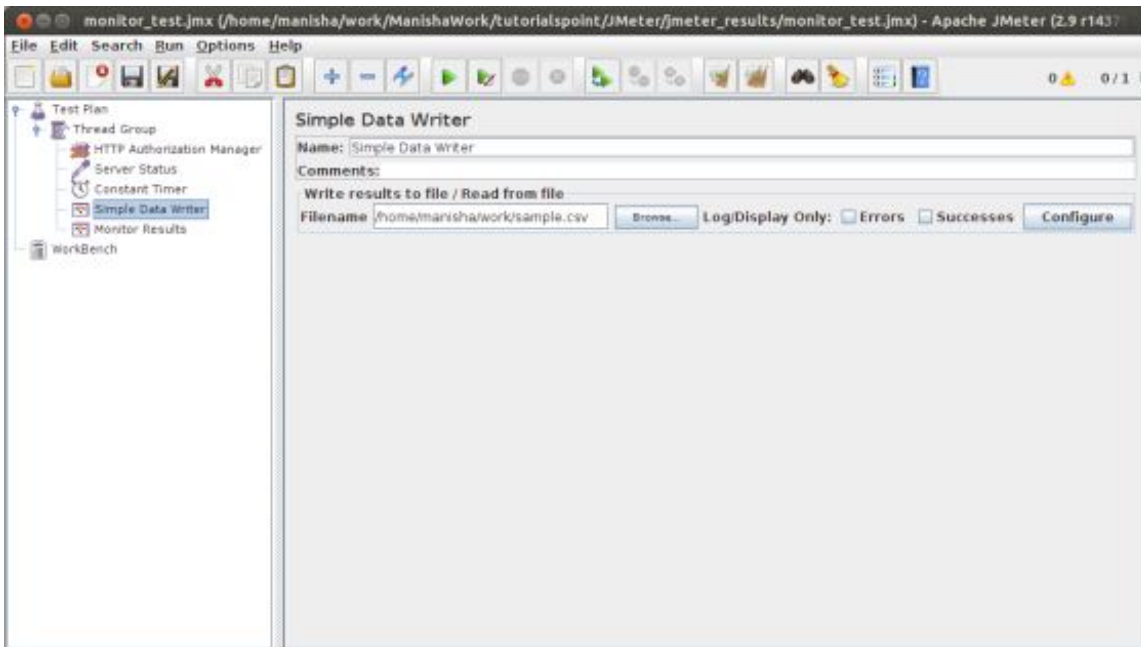 monitor_test.jmx (/home/manisha/work/ManishaWork/tutorialspoint/JMeter/jmeter_results/monitor_test.jmx) - Apache JMeter (2.9 r1437
File Edit Search Run Options Help
0 0/1
Test Plan
Thread Group
HTTP Authorization Manager
Server Status
Constant Timer
Simple Data Writer
Monitor Results
WorkBench
Simple Data Writer
Name: Simple Data Writer
Comments:
Write results to file / Read from file
Filename /home/manisha/work/sample.csv Browse... Log/Display Only: Errors Successes Configure